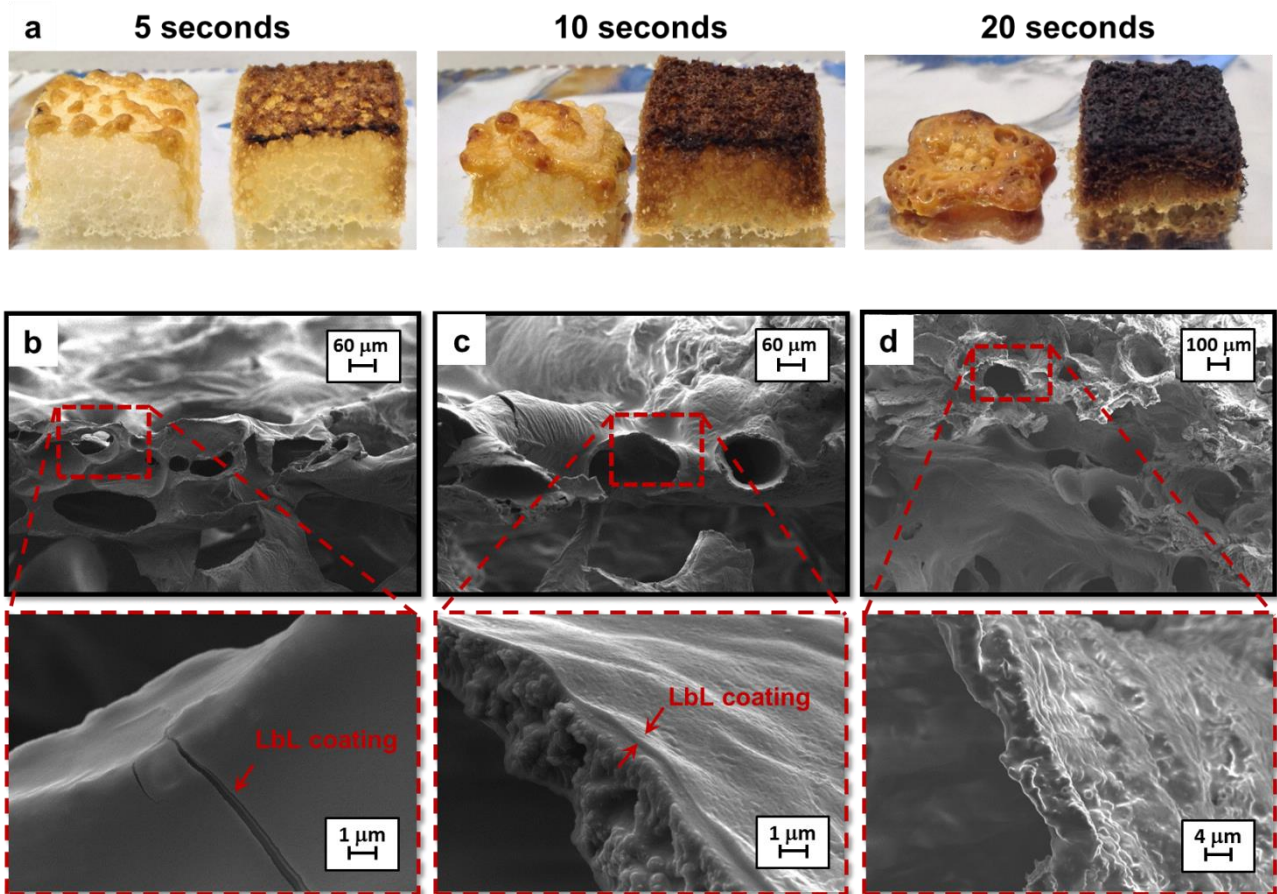 a
5 seconds
10 seconds
20 seconds
b
60 µm
c
60 µm
d
100 µm
LbL coating
1 µm
LbL coating
1 µm
4 µm